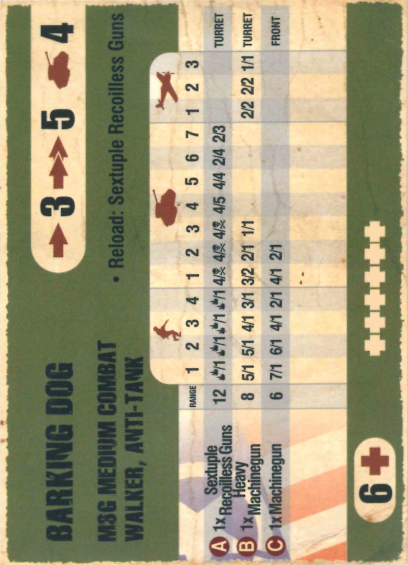 BARKING DOG
M8G MEDIUM COMBAT
WALKER, ANTI-TANK
3 5 4
• Reload: Sextuple Recoilless Guns
RANGE 1 2 3 4 1 2 3 4 5 6 7 1 2 3
A 1x Sextuple Recoilless Guns 12 /1 /1 /1 /1 4/ 4/ 4/ 4/5 4/4 2/4 2/3 TURRET
B 1x Heavy Machinegun 8 5/1 5/1 4/1 3/1 3/2 2/1 1/1 2/2 2/2 1/1 TURRET
C 1x Machinegun 6 7/1 6/1 4/1 2/1 4/1 2/1 FRONT
6